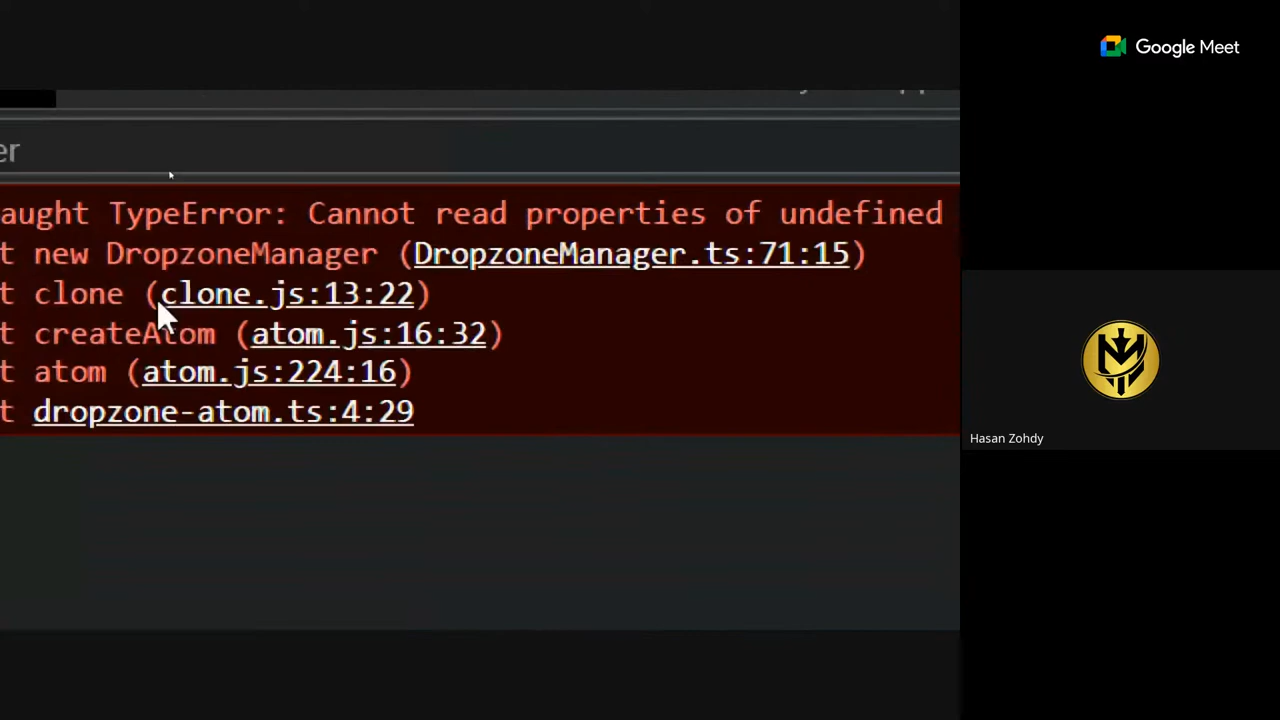 Google Meet
er
aught TypeError: Cannot read properties of undefined
t new DropzoneManager (DropzoneManager.ts:71:15)
t clone (clone.js:13:22)
t createAtom (atom.js:16:32)
t atom (atom.js:224:16)
t dropzone-atom.ts:4:29
Hasan Zohdy